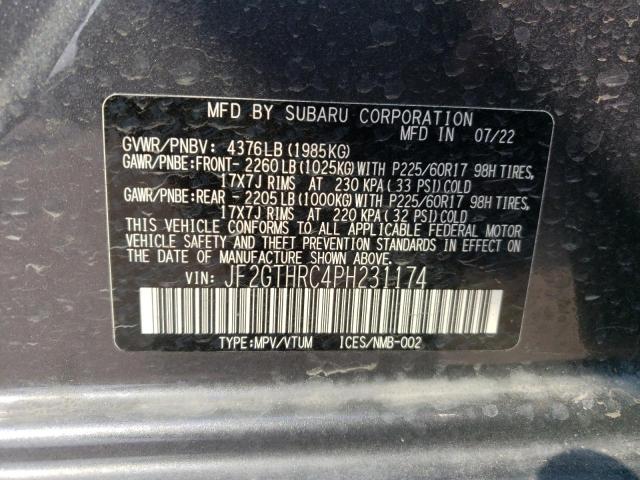 MFD BY SUBARU CORPORATION
MFD IN 07/22
GVWR/PNBV: 4376LB(1985KG)
GAWR/PNBE:FRONT- 2260LB(1025KG)WITH P225/60R17 98H TIRES,
17X7J RIMS AT 230 KPA(33 PSI)COLD
GAWR/PNBE:REAR - 2205LB(1000KG)WITH P225/60R17 98H TIRES,
17X7J RIMS AT 220 KPA(32 PSI)COLD
THIS VEHICLE CONFORMS TO ALL APPLICABLE FEDERAL MOTOR
VEHICLE SAFETY AND THEFT PREVENTION STANDARDS IN EFFECT ON
THE DATE OF MANUFACTURE SHOWN ABOVE.
VIN: JF2GTHRC4PH231174
TYPE:MPV/VTUM ICES/NMB-002